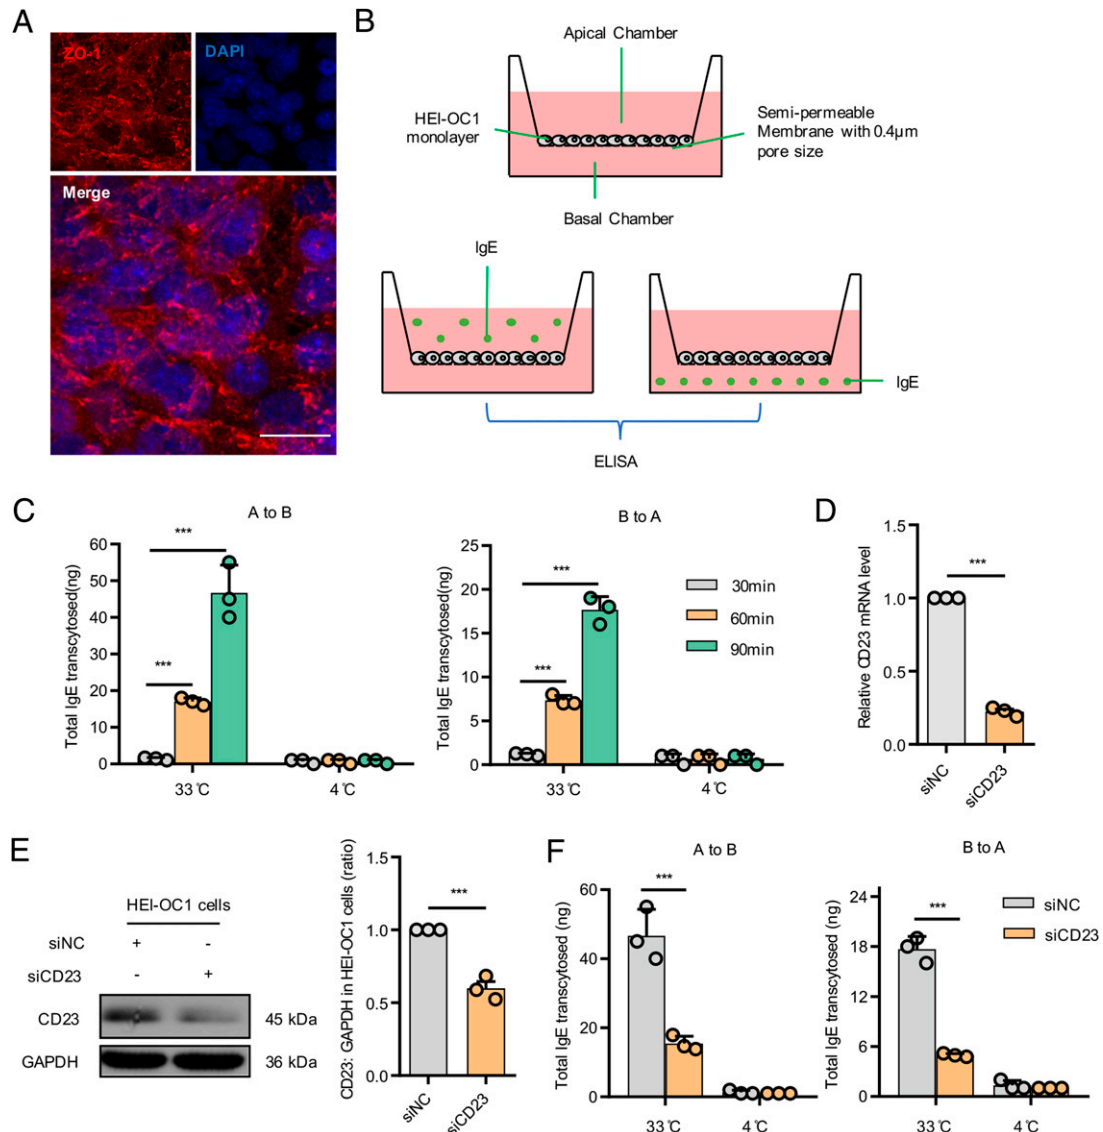 A
ZO-1
DAPI
Merge
B
Apical Chamber
HEI-OC1
monolayer
Semi-permeable
Membrane with 0.4μm
pore size
Basal Chamber
IgE
IgE
ELISA
C
A to B
***
***
Total IgE transcytosed(ng)
60
50
40
30
20
10
0
33℃
4℃
B to A
***
***
Total IgE transcytosed(ng)
25
20
15
10
5
0
33℃
4℃
30min
60min
90min
D
Relative CD23 mRNA level
1.5
1.0
0.5
0.0
***
siNC
siCD23
E
HEI-OC1 cells
siNC + -
siCD23 - +
CD23 45 kDa
GAPDH 36 kDa
CD23: GAPDH in HEI-OC1 cells (ratio)
1.5
1.0
0.5
0.0
***
siNC
siCD23
F
A to B
***
Total IgE transcytosed (ng)
60
40
20
0
33℃
4℃
B to A
***
Total IgE transcytosed (ng)
24
18
12
6
0
33℃
4℃
siNC
siCD23